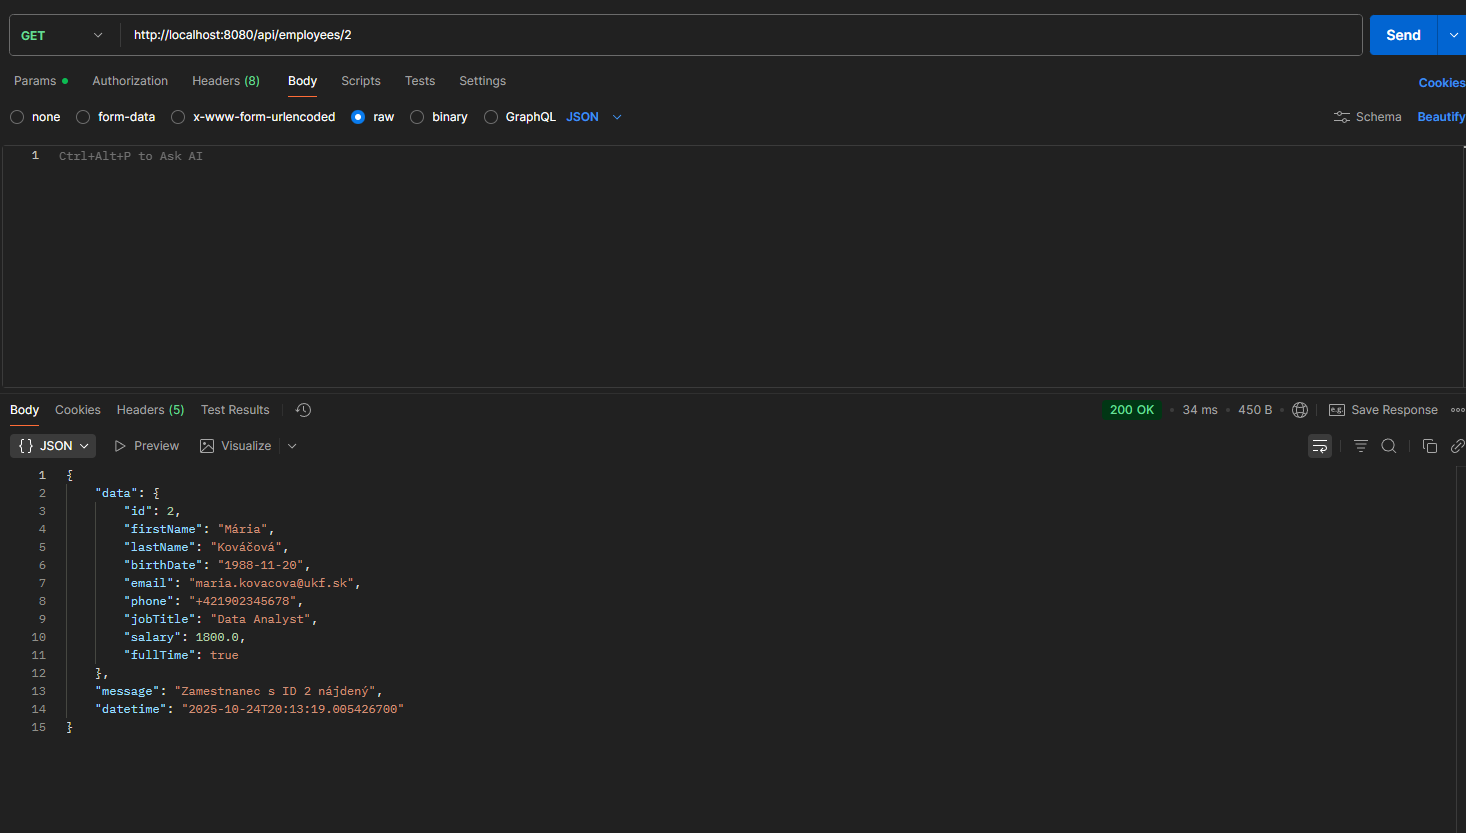 GET http://localhost:8080/api/employees/2 Send
Params Authorization Headers (8) Body Scripts Tests Settings Cookies
none form-data x-www-form-urlencoded raw binary GraphQL JSON Schema Beautify
1 Ctrl+Alt+P to Ask AI
Body Cookies Headers (5) Test Results 200 OK 34 ms 450 B e.g. Save Response
{} JSON Preview Visualize
1 {
2 "data": {
3 "id": 2,
4 "firstName": "Mária",
5 "lastName": "Kováčová",
6 "birthDate": "1988-11-20",
7 "email": "maria.kovacova@ukf.sk",
8 "phone": "+421902345678",
9 "jobTitle": "Data Analyst",
10 "salary": 1800.0,
11 "fullTime": true
12 },
13 "message": "Zamestnanec s ID 2 nájdený",
14 "datetime": "2025-10-24T20:13:19.005426700"
15 }